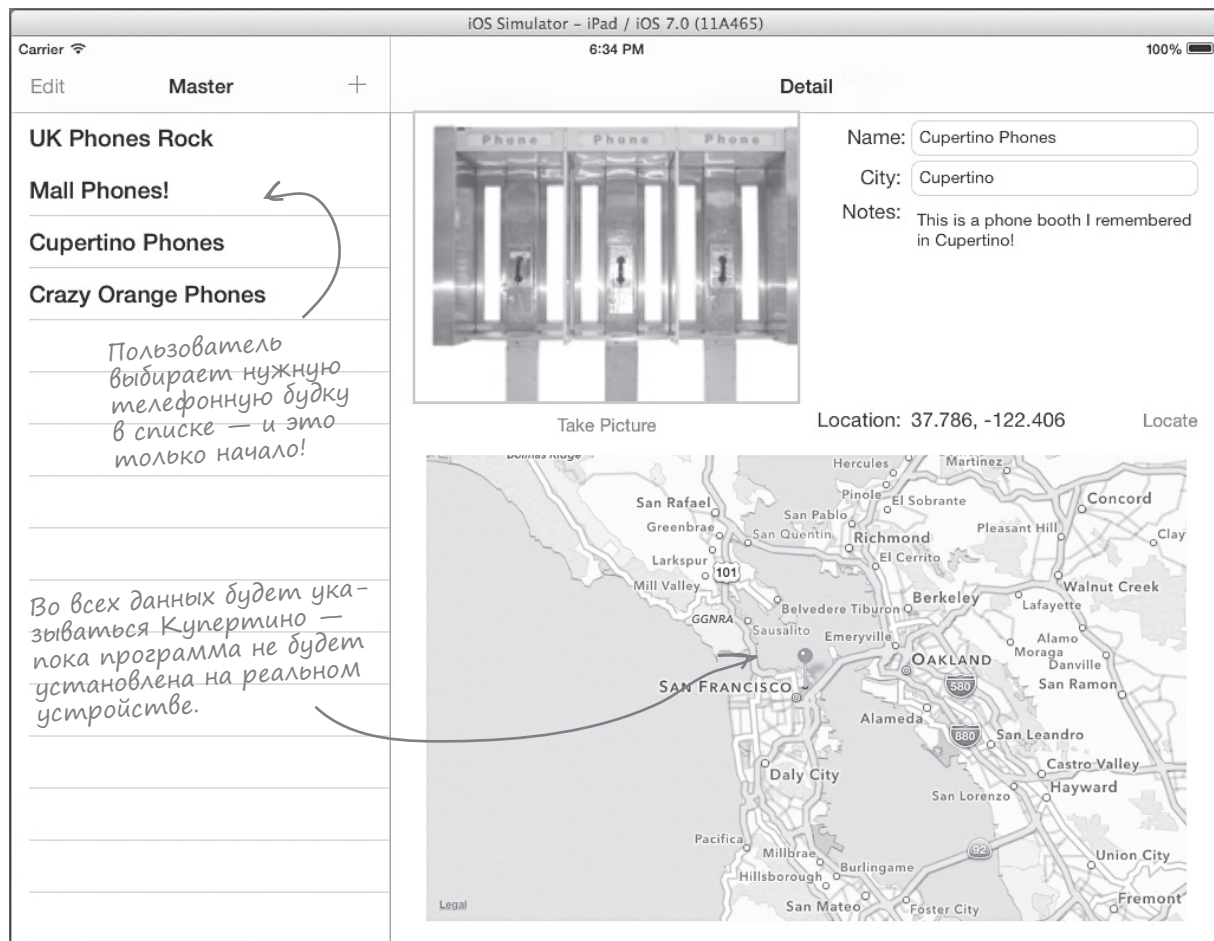 iOS Simulator – iPad / iOS 7.0 (11A465)
Carrier
6:34 PM
100%
Edit
Master
+
Detail
UK Phones Rock
Mall Phones!
Cupertino Phones
Crazy Orange Phones
Пользователь
выбирает нужную
телефонную будку
в списке — и это
только начало!
Во всех данных будет ука-
зываться Купертино —
пока программа не будет
установлена на реальном
устройстве.
Phone
Phone
Phone
Take Picture
Name:
Cupertino Phones
City:
Cupertino
Notes:
This is a phone booth I remembered
in Cupertino!
Location: 37.786, -122.406
Locate
Bolinas Ridge
Hercules
Martinez
Pinole
El Sobrante
Concord
San Rafael
San Pablo
Greenbrae
San Quentin
Richmond
Pleasant Hill
Clay
Larkspur
El Cerrito
101
Mill Valley
Walnut Creek
Berkeley
Lafayette
Belvedere Tiburon
GGNRA
Sausalito
Emeryville
Alamo
Moraga
Danville
OAKLAND
San Ramon
580
SAN FRANCISCO
Alameda
880
San Leandro
Castro Valley
Daly City
Hayward
San Lorenzo
Pacifica
Millbrae
92
Union City
Burlingame
Hillsborough
Fremont
San Mateo
Foster City
Legal